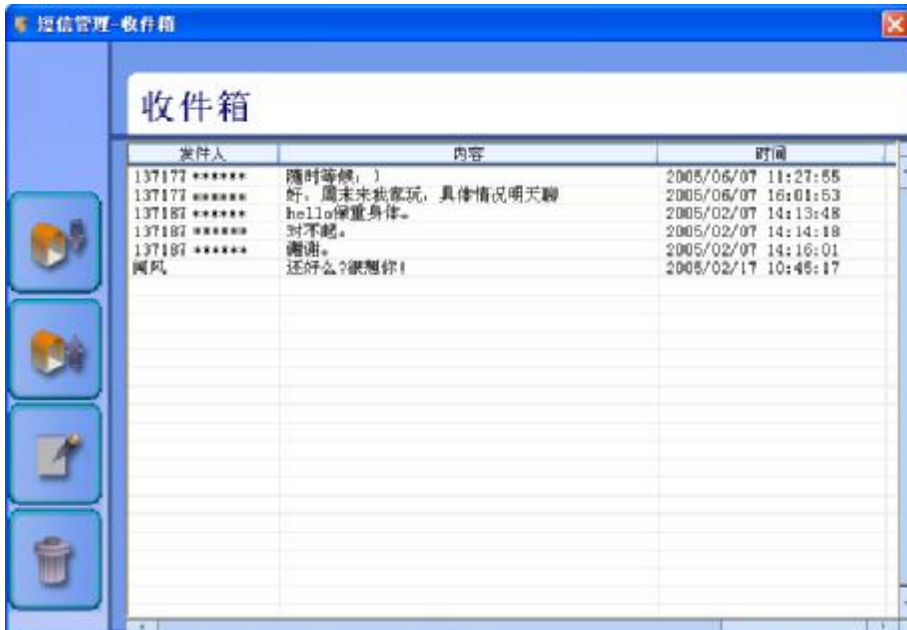 短信管理-收件箱
收件箱
发件人 内容 时间
137177 ****** 随时等候：） 2005/06/07 11:27:55
137177 ****** 好，周末来我家玩，具体情况明天聊 2005/06/07 16:01:53
137187 ****** hello保重身体。 2005/02/07 14:13:48
137187 ****** 对不起。 2005/02/07 14:14:18
137187 ****** 谢谢。 2005/02/07 14:16:01
闻风 还好么?很想你! 2005/02/17 10:45:17